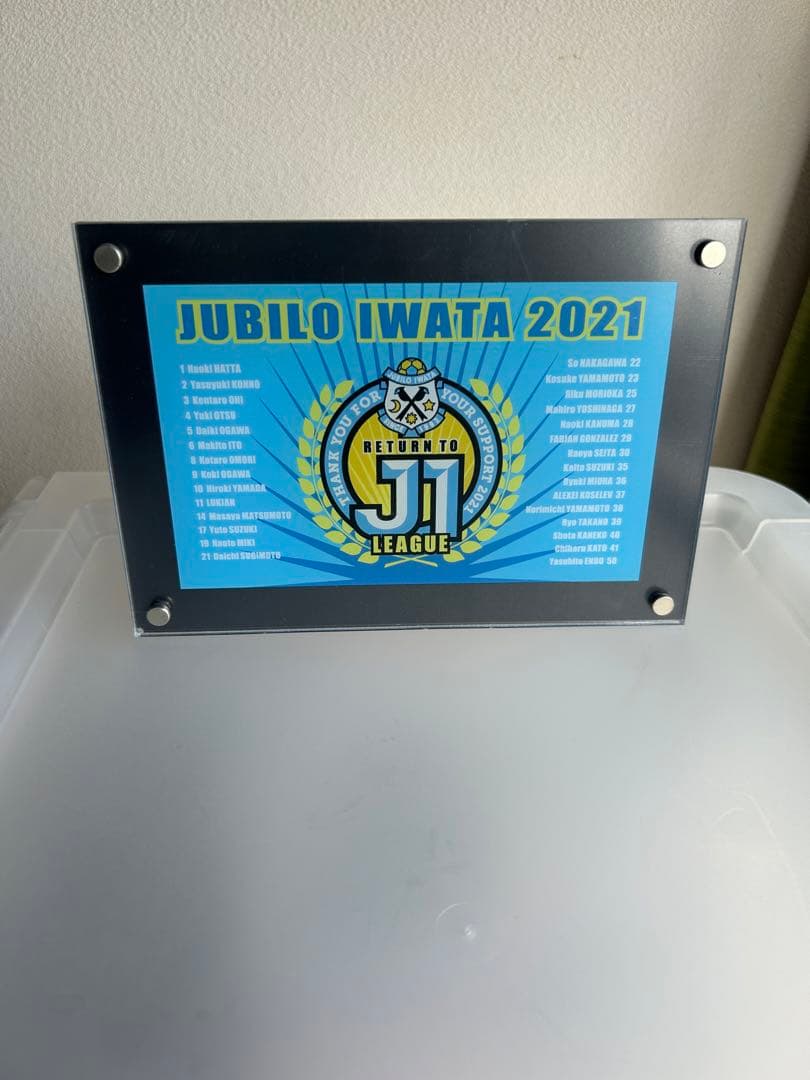 JUBILO IWATA 2021
1 Naoki HATTA
2 Yasuyuki KONNO
3 Kentaro OHI
4 Yuki OTSU
5 Daiki OGAWA
6 Makito ITO
8 Kotaro OMORI
9 Koki OGAWA
10 Hiroki YAMADA
11 LUKIAN
14 Masaya MATSUMOTO
17 Yuto SUZUKI
19 Naoto MIKI
21 Daichi SUGIMOTO
JUBILO IWATA
SINCE
THANK YOU FOR YOUR SUPPORT 2021
RETURN TO
J1
LEAGUE
So NAKAGAWA 22
Kosuke YAMAMOTO 23
Riku MORIOKA 25
Mahiro YOSHINAGA 27
Naoki KANUMA 28
FABIAN GONZALEZ 29
Naoya SEITA 30
Keita SUZUKI 35
Ryuki MIURA 36
ALEXEI KOSELEV 37
Norimichi YAMAMOTO 38
Ryo TAKANO 39
Shota KANEKO 40
Chiharu KATO 41
Yasuhito ENDO 50